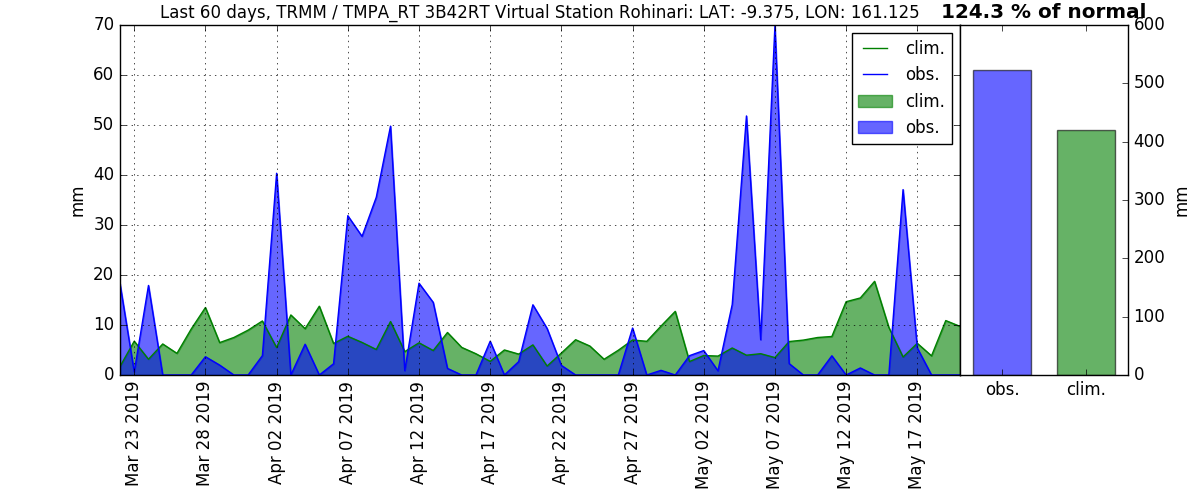 Last 60 days, TRMM / TMPA_RT 3B42RT Virtual Station Rohinari: LAT: -9.375, LON: 161.125
124.3 % of normal
70
60
50
40
30
20
10
0
mm
clim.
obs.
clim.
obs.
600
500
400
300
200
100
0
mm
Mar 23 2019
Mar 28 2019
Apr 02 2019
Apr 07 2019
Apr 12 2019
Apr 17 2019
Apr 22 2019
Apr 27 2019
May 02 2019
May 07 2019
May 12 2019
May 17 2019
obs.
clim.